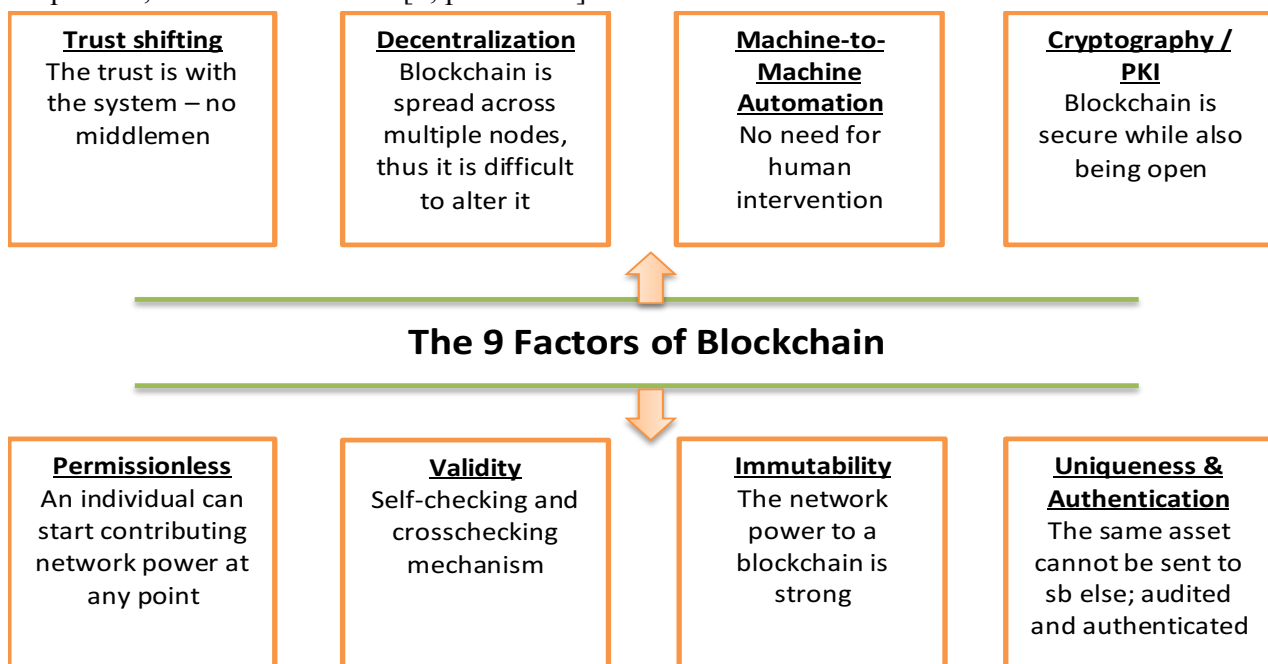 Trust shifting
The trust is with
the system – no
middlemen
Decentralization
Blockchain is
spread across
multiple nodes,
thus it is difficult
to alter it
Machine-to-
Machine
Automation
No need for
human
intervention
Cryptography /
PKI
Blockchain is
secure while also
being open
The 9 Factors of Blockchain
Permissionless
An individual can
start contributing
network power at
any point
Validity
Self-checking and
crosschecking
mechanism
Immutability
The network
power to a
blockchain is
strong
Uniqueness &
Authentication
The same asset
cannot be sent to
sb else; audited
and authenticated